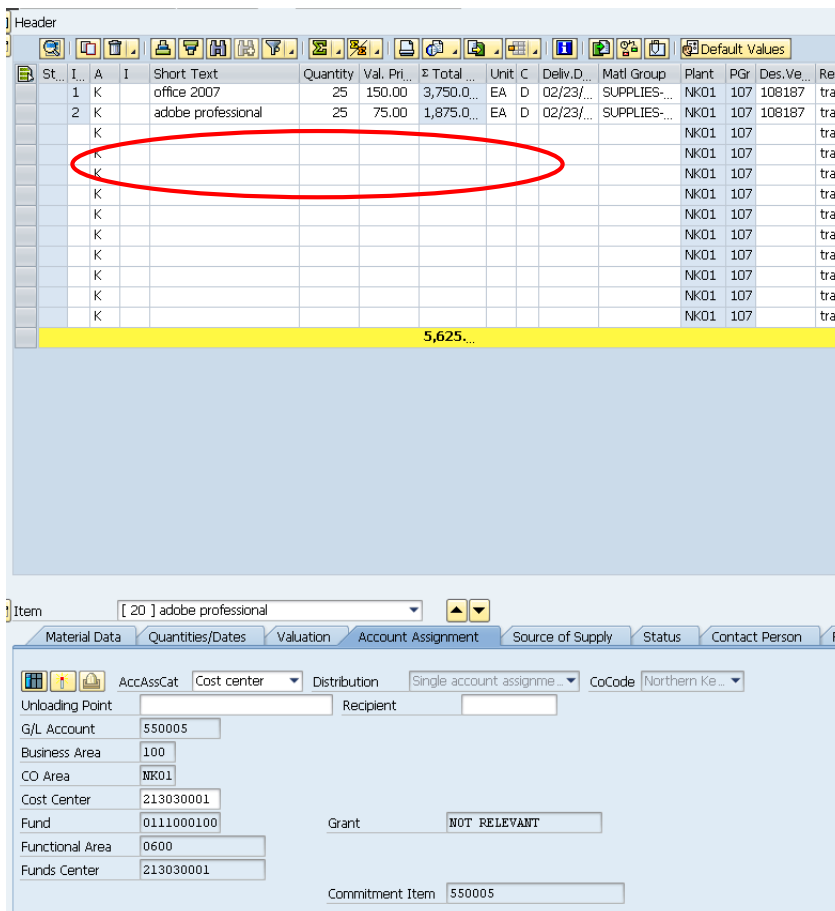 Header
Default Values
St... I... A I Short Text Quantity Val. Pri... Σ Total ... Unit C Deliv.D... Matl Group Plant PGr Des.Ve... Re
1 K office 2007 25 150.00 3,750.0... EA D 02/23/... SUPPLIES-... NK01 107 108187 tra
2 K adobe professional 25 75.00 1,875.0... EA D 02/23/... SUPPLIES-... NK01 107 108187 tra
K NK01 107 tra
K NK01 107 tra
K NK01 107 tra
K NK01 107 tra
K NK01 107 tra
K NK01 107 tra
K NK01 107 tra
K NK01 107 tra
K NK01 107 tra
K NK01 107 tra
5,625....
Item [ 20 ] adobe professional
Material Data Quantities/Dates Valuation Account Assignment Source of Supply Status Contact Person
AccAssCat Cost center Distribution Single account assignme... CoCode Northern Ke...
Unloading Point Recipient
G/L Account 550005
Business Area 100
CO Area NK01
Cost Center 213030001
Fund 0111000100 Grant NOT RELEVANT
Functional Area 0600
Funds Center 213030001
Commitment Item 550005